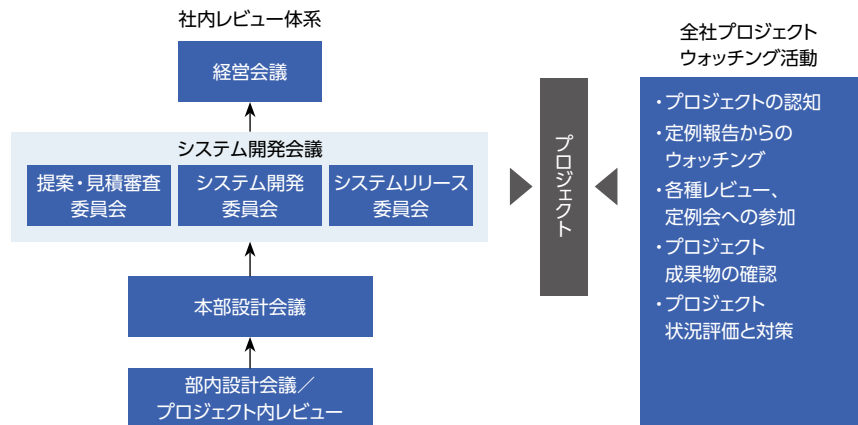 社内レビュー体系
経営会議
システム開発会議
提案・見積審査
委員会
システム開発
委員会
システムリリース
委員会
本部設計会議
部内設計会議／
プロジェクト内レビュー
プロジェクト
全社プロジェクト
ウォッチング活動
・プロジェクトの認知
・定例報告からの
ウォッチング
・各種レビュー、
定例会への参加
・プロジェクト
成果物の確認
・プロジェクト
状況評価と対策